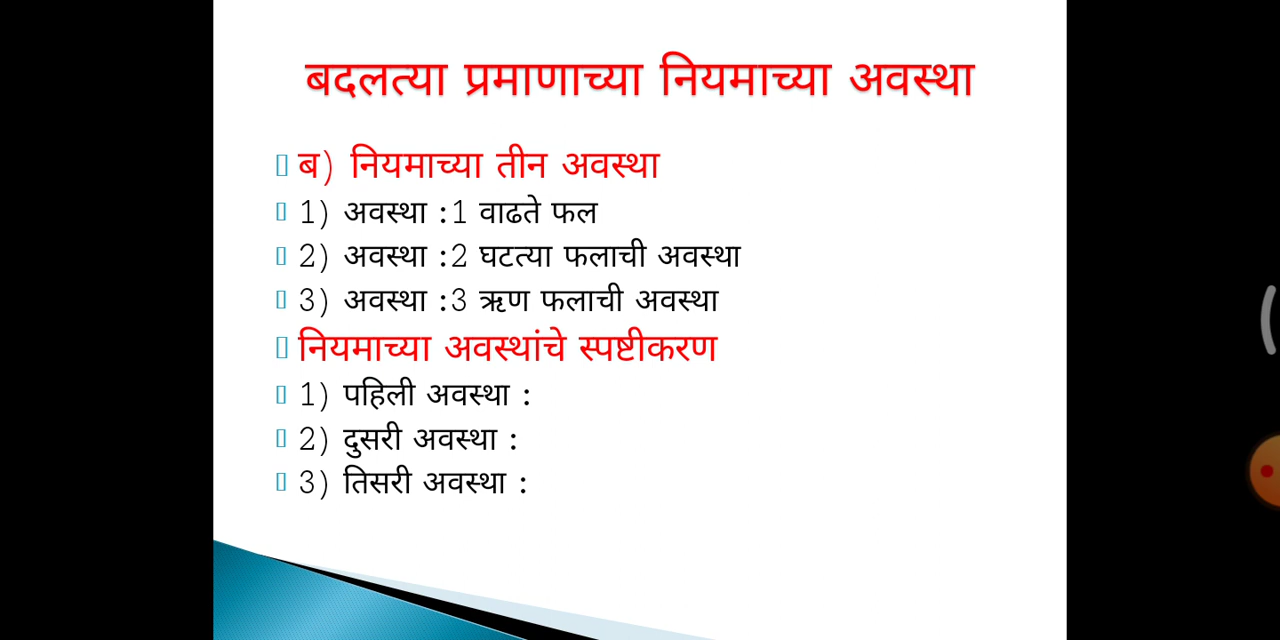 बदलत्या प्रमाणाच्या नियमाच्या अवस्था
ब) नियमाच्या तीन अवस्था
1) अवस्था :1 वाढते फल
2) अवस्था :2 घटत्या फलाची अवस्था
3) अवस्था :3 ऋण फलाची अवस्था
नियमाच्या अवस्थांचे स्पष्टीकरण
1) पहिली अवस्था :
2) दुसरी अवस्था :
3) तिसरी अवस्था :